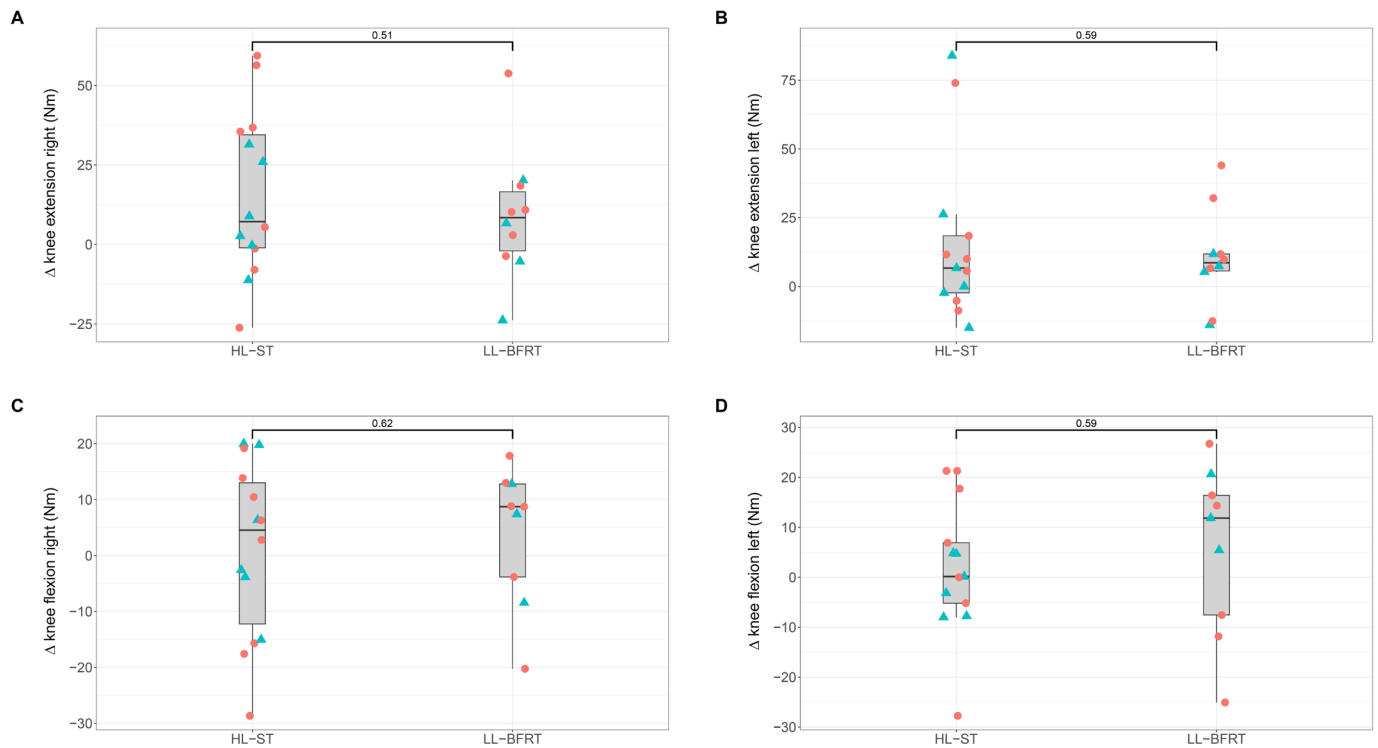 A
0.51
Δ knee extension right (Nm)
50
25
0
−25
HL−ST
LL−BFRT
B
0.59
Δ knee extension left (Nm)
75
50
25
0
HL−ST
LL−BFRT
C
0.62
Δ knee flexion right (Nm)
20
10
0
−10
−20
−30
HL−ST
LL−BFRT
D
0.59
Δ knee flexion left (Nm)
30
20
10
0
−10
−20
−30
HL−ST
LL−BFRT